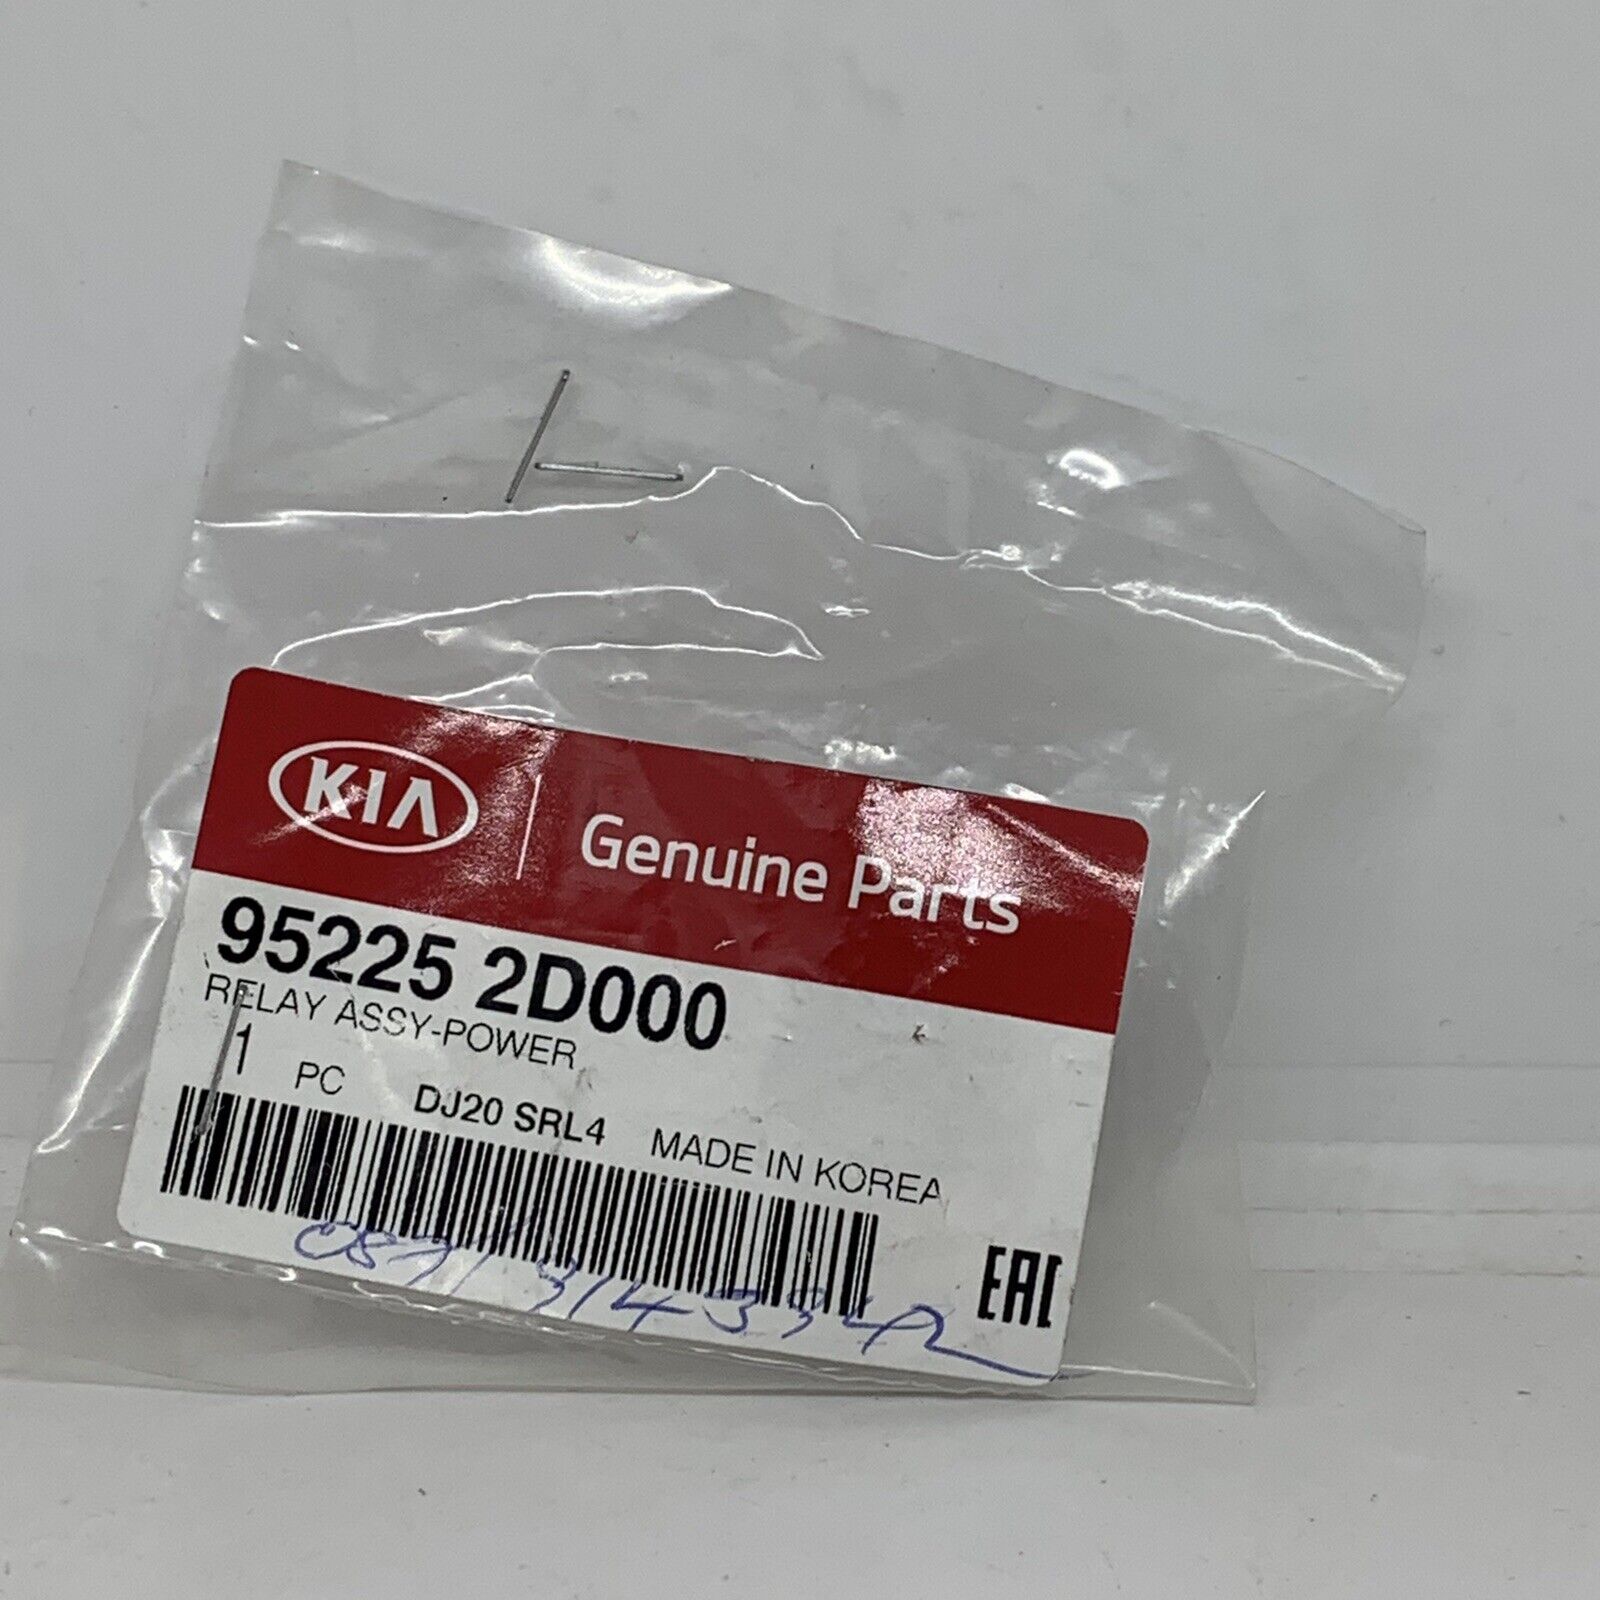 KIA Genuine Parts
95225 2D000
RELAY ASSY-POWER
1 PC DJ20 SRL4 MADE IN KOREA
EAC